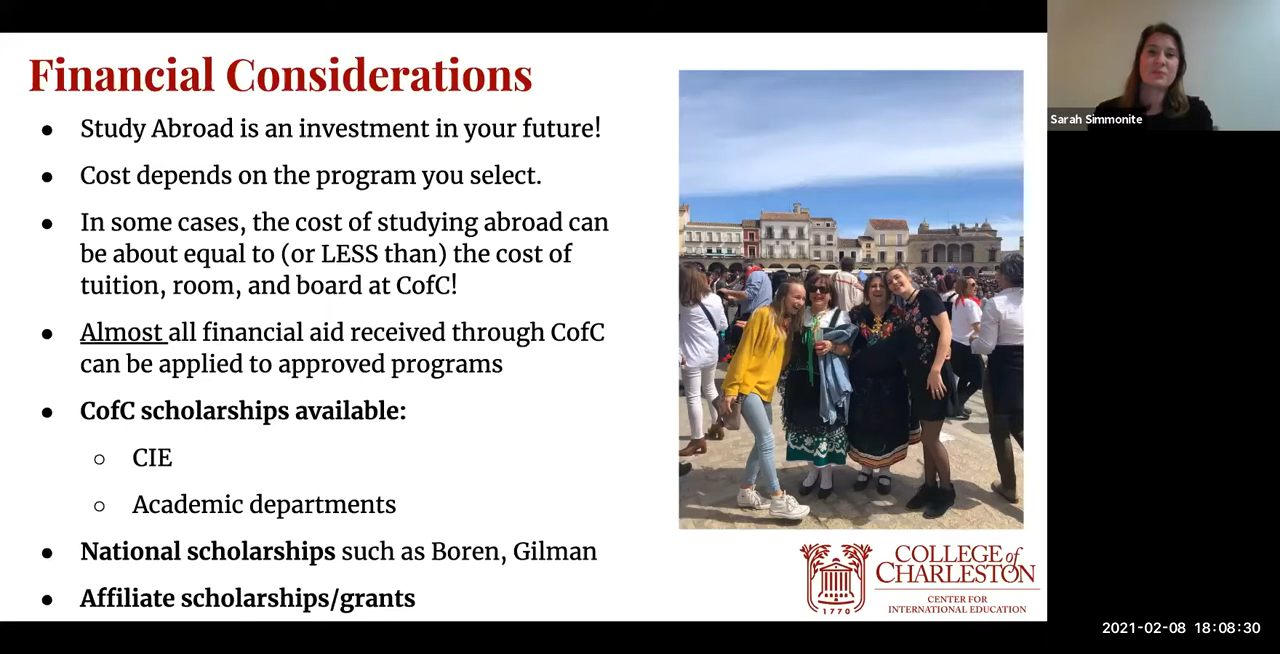 Financial Considerations
● Study Abroad is an investment in your future!
● Cost depends on the program you select.
● In some cases, the cost of studying abroad can
be about equal to (or LESS than) the cost of
tuition, room, and board at CofC!
● Almost all financial aid received through CofC
can be applied to approved programs
● CofC scholarships available:
○ CIE
○ Academic departments
● National scholarships such as Boren, Gilman
● Affiliate scholarships/grants
1770
COLLEGE of
CHARLESTON
CENTER FOR
INTERNATIONAL EDUCATION
Sarah Simmonite
2021-02-08 18:08:30